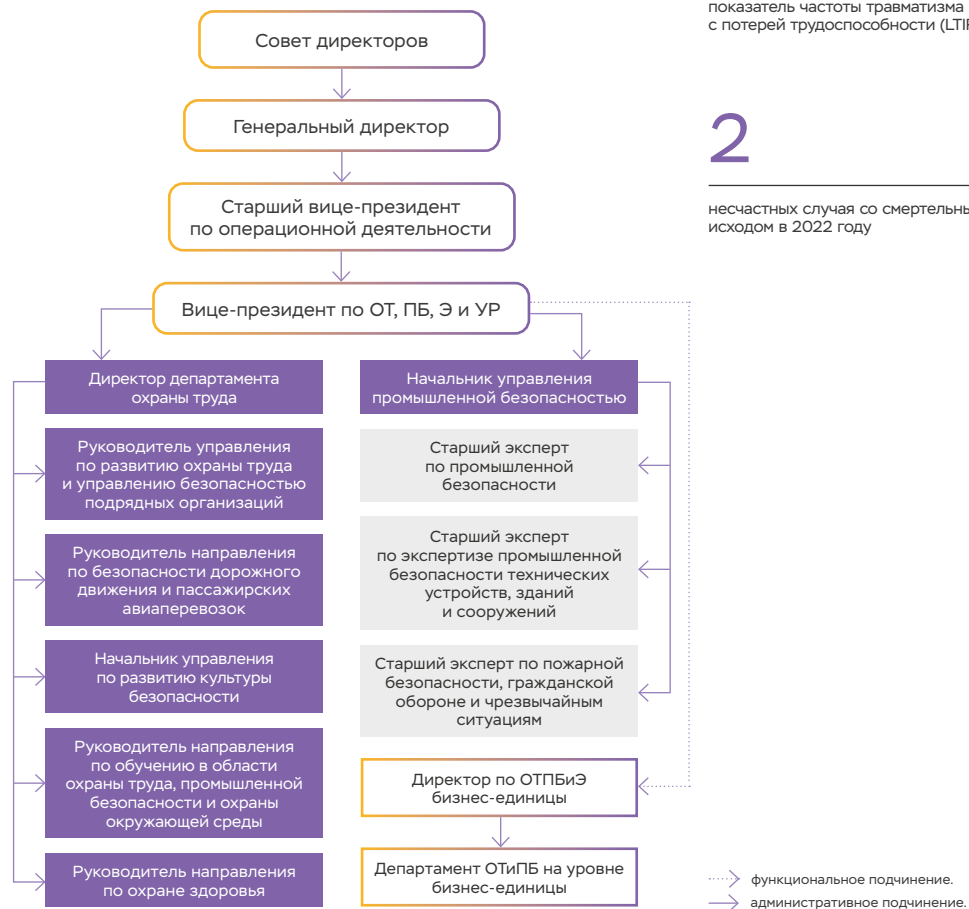 показатель частоты травматизма
с потерей трудоспособности
2
несчастных случая со
исходом в 2022 году
Совет директоров
Генеральный директор
Старший вице-президент
по операционной деятельности
Вице-президент по ОТ, ПБ, Э и УР
Директор департамента
охраны труда
Руководитель управления
по развитию охраны труда
и управлению безопасностью
подрядных организаций
Руководитель направления
по безопасности дорожного
движения и пассажирских
авиаперевозок
Начальник управления
по развитию культуры
безопасности
Руководитель направления
по обучению в области
охраны труда, промышленной
безопасности и охраны
окружающей среды
Руководитель направления
по охране здоровья
Начальник управления
промышленной безопасностью
Старший эксперт
по промышленной
безопасности
Старший эксперт
по экспертизе промышленной
безопасности технических
устройств, зданий
и сооружений
Старший эксперт по пожарной
безопасности, гражданской
обороне и чрезвычайным
ситуациям
Директор по ОТПБиЭ
бизнес-единицы
Департамент ОТиПБ на уровне
бизнес-единицы
функциональное подчинение.
административное подчинение.